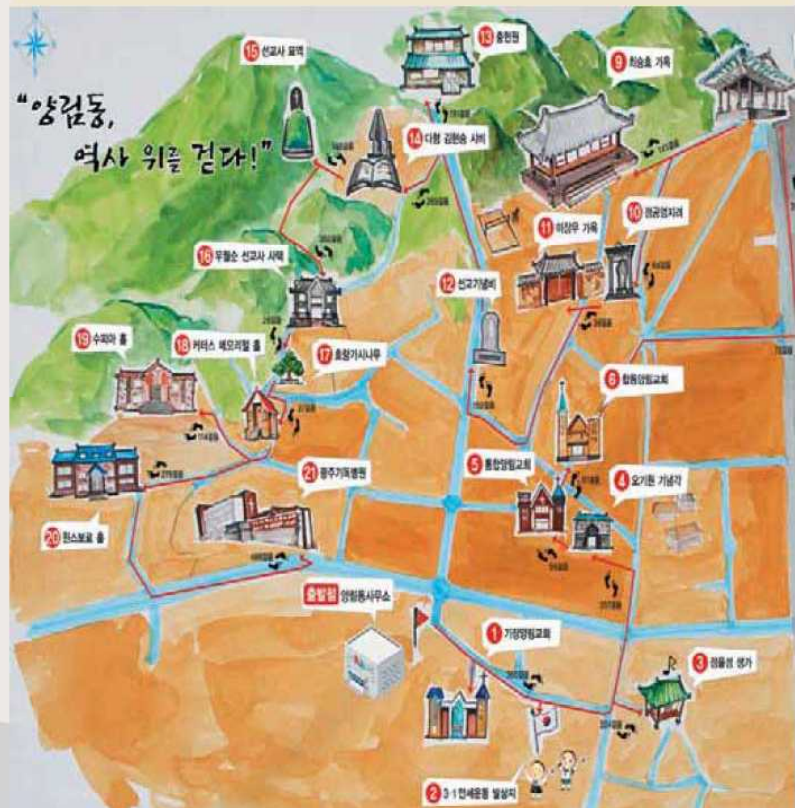 "양림동,
역사 위를 걷다!"
15 선교사 묘역
13 충현원
9 최승효 가옥
14 다형 김현승 시비
10 정공엄지려
11 이장우 가옥
16 우월순 선교사 사택
12 선교기념비
19 수피아 홀
18 커티스 메모리얼 홀
17 호랑가시나무
6 합동양림교회
21 광주기독병원
5 통합양림교회
4 오기원 기념각
20 윈스보로 홀
출발점 양림동사무소
1 기장양림교회
3 정율성 생가
2 3·1만세운동 발상지